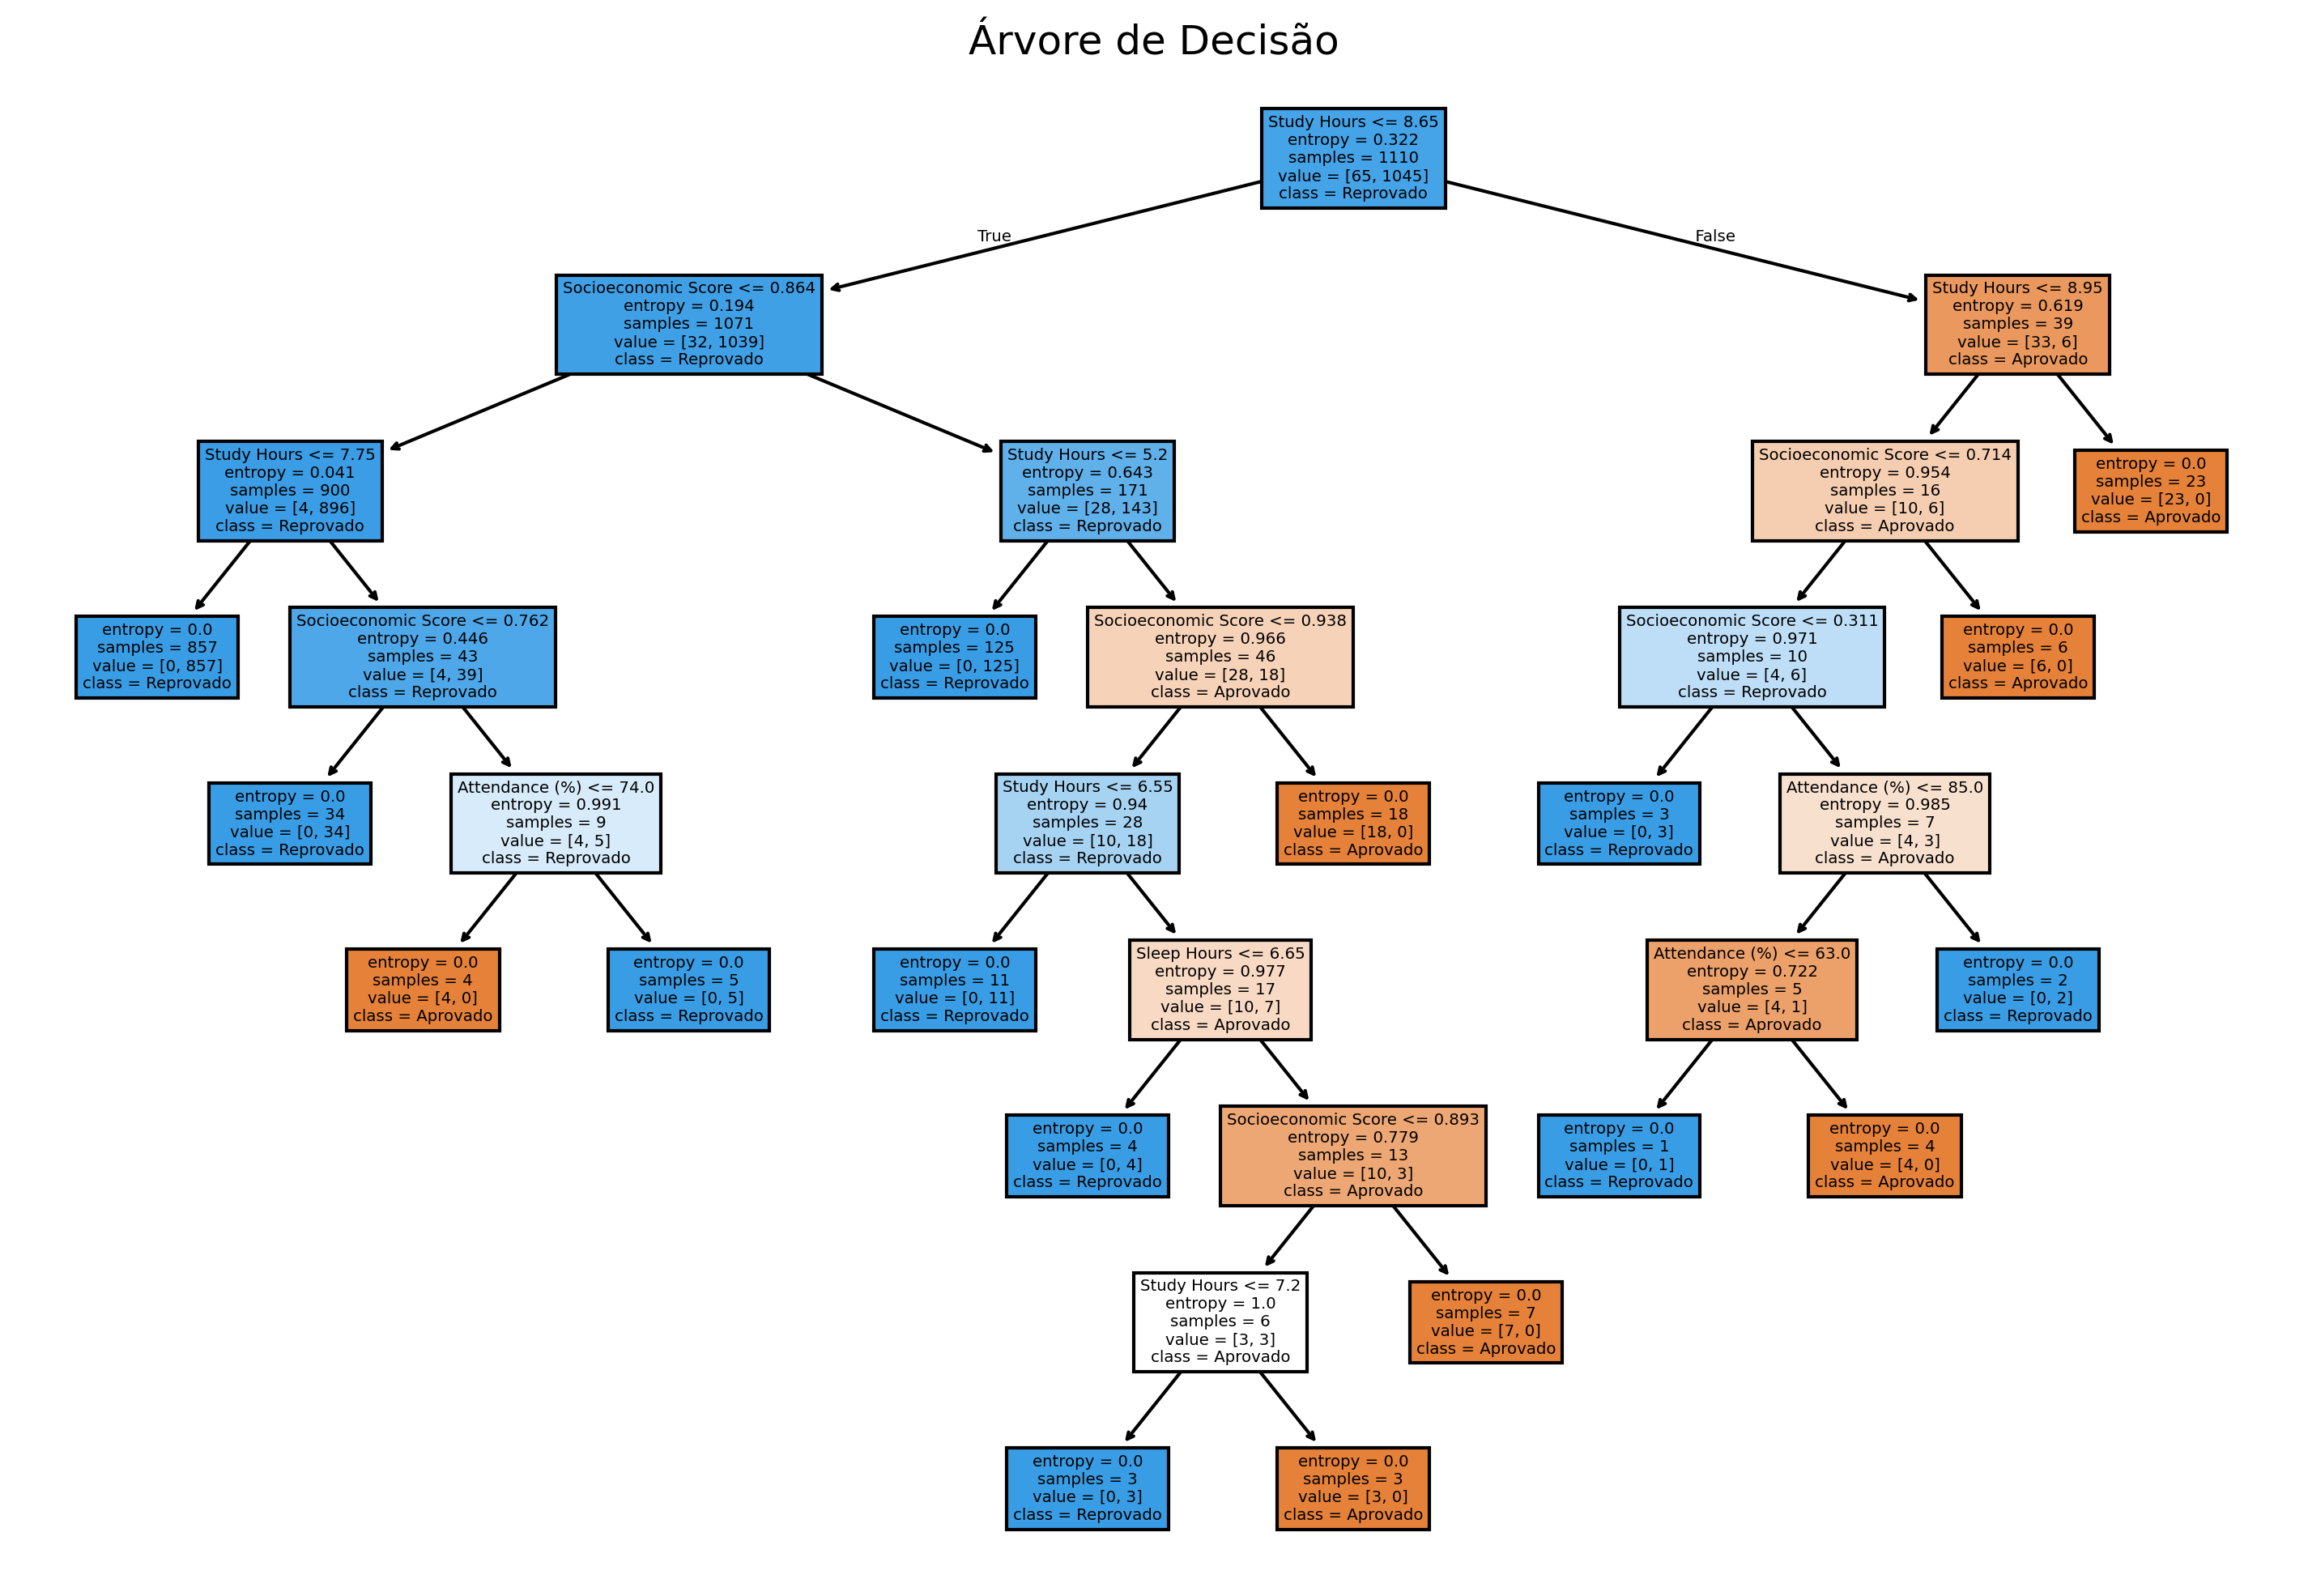 Árvore de Decisão
Study Hours <= 8.65
entropy = 0.322
samples = 1110
value = [65, 1045]
class = Reprovado
True
False
Socioeconomic Score <= 0.864
entropy = 0.194
samples = 1071
value = [32, 1039]
class = Reprovado
Study Hours <= 8.95
entropy = 0.619
samples = 39
value = [33, 6]
class = Aprovado
Study Hours <= 7.75
entropy = 0.041
samples = 900
value = [4, 896]
class = Reprovado
Study Hours <= 5.2
entropy = 0.643
samples = 171
value = [28, 143]
class = Reprovado
Socioeconomic Score <= 0.714
entropy = 0.954
samples = 16
value = [10, 6]
class = Aprovado
entropy = 0.0
samples = 23
value = [23, 0]
class = Aprovado
entropy = 0.0
samples = 857
value = [0, 857]
class = Reprovado
Socioeconomic Score <= 0.762
entropy = 0.446
samples = 43
value = [4, 39]
class = Reprovado
entropy = 0.0
samples = 125
value = [0, 125]
class = Reprovado
Socioeconomic Score <= 0.938
entropy = 0.966
samples = 46
value = [28, 18]
class = Aprovado
Socioeconomic Score <= 0.311
entropy = 0.971
samples = 10
value = [4, 6]
class = Reprovado
entropy = 0.0
samples = 6
value = [6, 0]
class = Aprovado
entropy = 0.0
samples = 34
value = [0, 34]
class = Reprovado
Attendance (%) <= 74.0
entropy = 0.991
samples = 9
value = [4, 5]
class = Reprovado
Study Hours <= 6.55
entropy = 0.94
samples = 28
value = [10, 18]
class = Reprovado
entropy = 0.0
samples = 18
value = [18, 0]
class = Aprovado
entropy = 0.0
samples = 3
value = [0, 3]
class = Reprovado
Attendance (%) <= 85.0
entropy = 0.985
samples = 7
value = [4, 3]
class = Aprovado
entropy = 0.0
samples = 4
value = [4, 0]
class = Aprovado
entropy = 0.0
samples = 5
value = [0, 5]
class = Reprovado
entropy = 0.0
samples = 11
value = [0, 11]
class = Reprovado
Sleep Hours <= 6.65
entropy = 0.977
samples = 17
value = [10, 7]
class = Aprovado
Attendance (%) <= 63.0
entropy = 0.722
samples = 5
value = [4, 1]
class = Aprovado
entropy = 0.0
samples = 2
value = [0, 2]
class = Reprovado
entropy = 0.0
samples = 4
value = [0, 4]
class = Reprovado
Socioeconomic Score <= 0.893
entropy = 0.779
samples = 13
value = [10, 3]
class = Aprovado
entropy = 0.0
samples = 1
value = [0, 1]
class = Reprovado
entropy = 0.0
samples = 4
value = [4, 0]
class = Aprovado
Study Hours <= 7.2
entropy = 1.0
samples = 6
value = [3, 3]
class = Aprovado
entropy = 0.0
samples = 7
value = [7, 0]
class = Aprovado
entropy = 0.0
samples = 3
value = [0, 3]
class = Reprovado
entropy = 0.0
samples = 3
value = [3, 0]
class = Aprovado